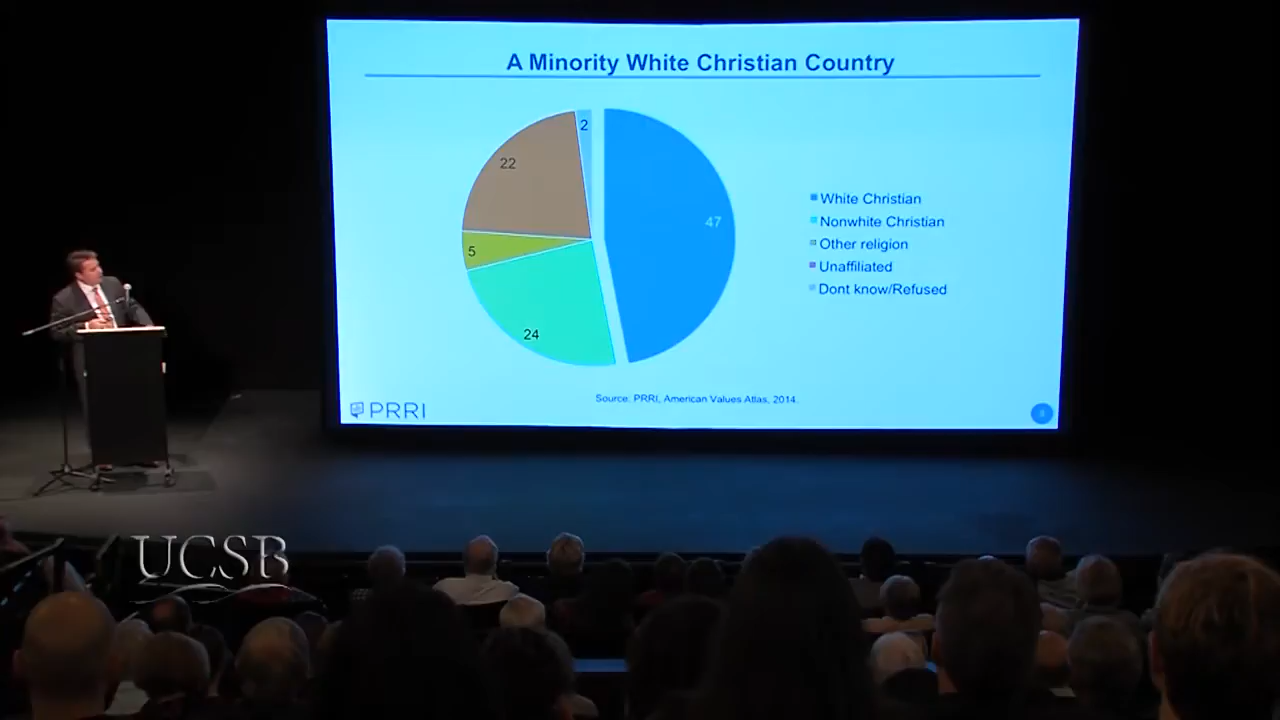 A Minority White Christian Country
2
22
47
5
24
White Christian
Nonwhite Christian
Other religion
Unaffiliated
Dont know/Refused
Source: PRRI, American Values Atlas, 2014.
PRRI
UCSB